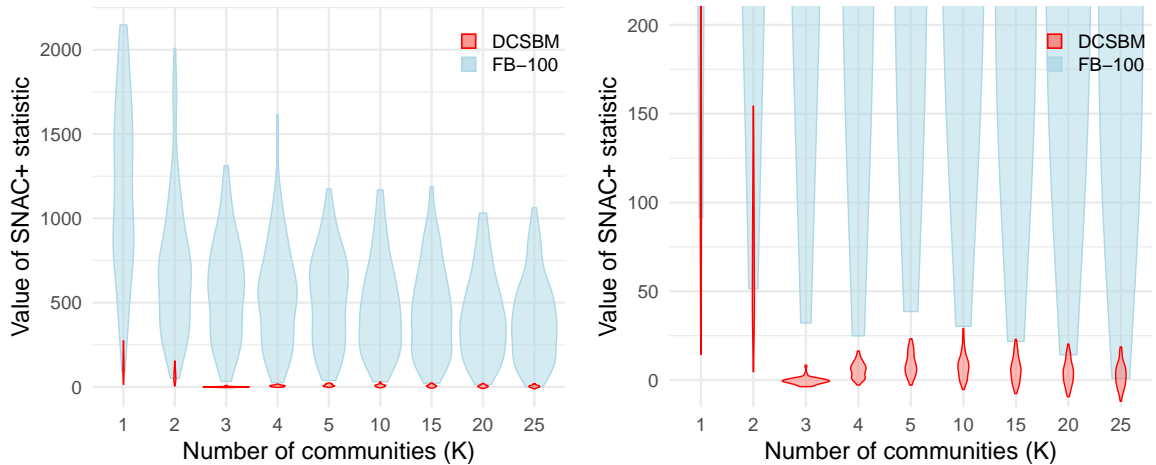 Value of SNAC+ statistic
2000
1500
1000
500
0
DCSBM
FB−100
1 2 3 4 5 10 15 20 25
Number of communities (K)
Value of SNAC+ statistic
200
150
100
50
0
DCSBM
FB−100
1 2 3 4 5 10 15 20 25
Number of communities (K)